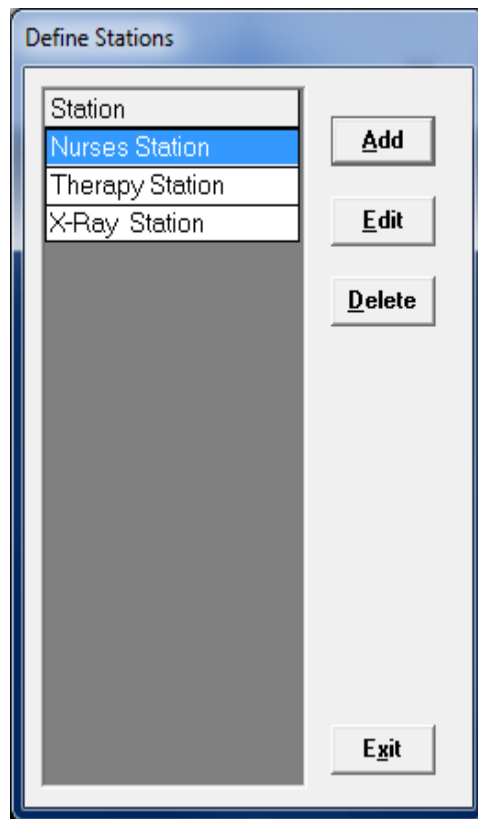 Define Stations
Station
Nurses Station
Therapy Station
X-Ray  Station
Add
Edit
Delete
Exit